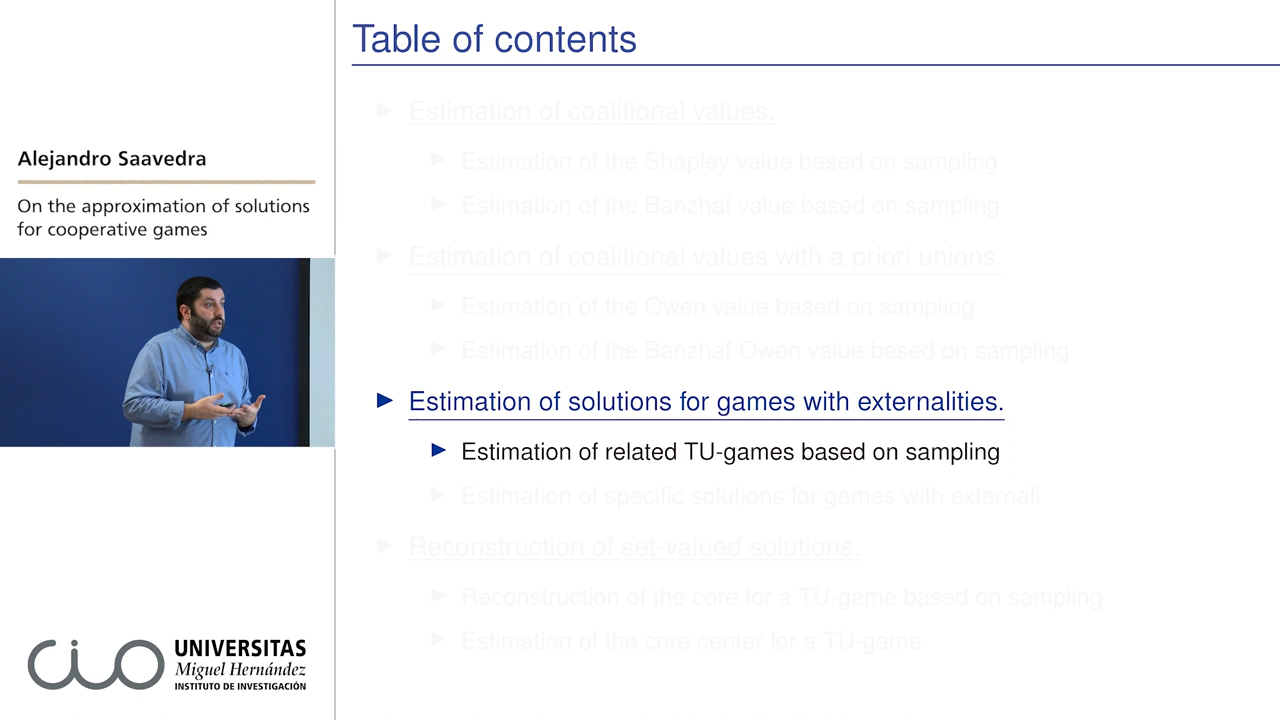 Table of contents
Alejandro Saavedra
On the approximation of solutions
for cooperative games
► Estimation of coalitional values.
► Estimation of the Shapley value based on sampling
► Estimation of the Banzhaf value based on sampling
► Estimation of coalitional values with a priori unions.
► Estimation of the Owen value based on sampling
► Estimation of the Banzhaf-Owen value based on sampling
► Estimation of solutions for games with externalities.
► Estimation of related TU-games based on sampling
► Estimation of specific solutions for games with externali
► Reconstruction of set-valued solutions.
► Reconstruction of the core for a TU-game based on sampling
► Estimation of the core center for a TU-game
cio
UNIVERSITAS
Miguel Hernández
INSTITUTO DE INVESTIGACIÓN